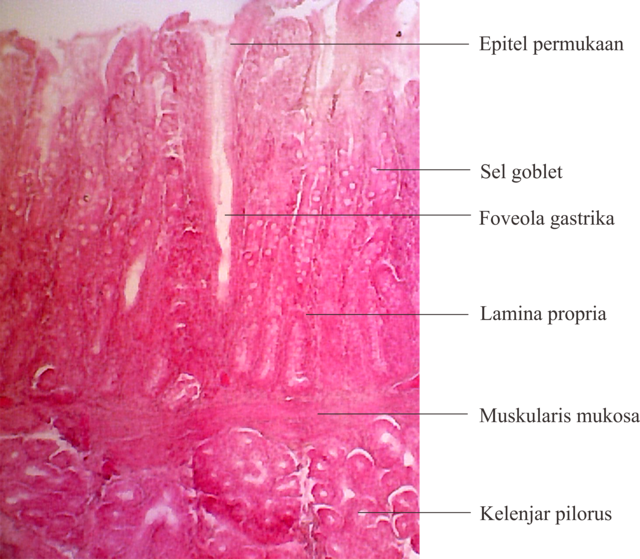 Epitel permukaan
Sel goblet
Foveola gastrika
Lamina propria
Muskularis mukosa
Kelenjar pilorus